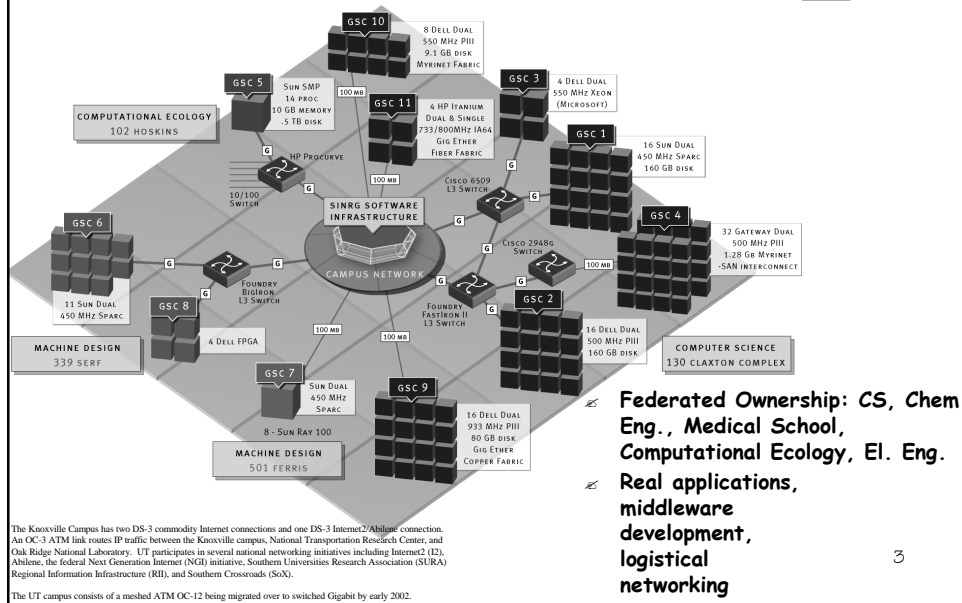 GSC 10
8 Dell Dual
550 MHz PIII
9.1 GB disk
Myrinet Fabric
GSC 5
Sun SMP
14 proc
10 GB memory
.5 TB disk
100 MB
GSC 11
4 HP Itanium
Dual & Single
733/800MHz IA64
Gig Ether
Fiber Fabric
GSC 3
4 Dell Dual
550 MHz Xeon
(Microsoft)
COMPUTATIONAL ECOLOGY
102 HOSKINS
GSC 1
16 Sun Dual
450 MHz Sparc
160 GB disk
G
HP Procurve
G
10/100
Switch
100 MB
Cisco 6509
L3 Switch
G
G
G
SINRG SOFTWARE
INFRASTRUCTURE
CAMPUS NETWORK
GSC 4
32 Gateway Dual
500 MHz PIII
1.28 Gb Myrinet
-SAN interconnect
GSC 6
11 Sun Dual
450 MHz Sparc
G
G
Foundry
BigIron
L3 Switch
G
G
Cisco 2948G
Switch
G
100 MB
G
Foundry
FastIron II
L3 Switch
G
GSC 8
4 Dell FPGA
GSC 2
16 Dell Dual
500 MHz PIII
160 GB disk
MACHINE DESIGN
339 SERF
COMPUTER SCIENCE
130 CLAXTON COMPLEX
100 MB
100 MB
GSC 7
Sun Dual
450 MHz
Sparc
8 - Sun Ray 100
MACHINE DESIGN
501 FERRIS
GSC 9
16 Dell Dual
933 MHz PIII
80 GB disk
Gig Ether
Copper Fabric
Federated Ownership: CS, Chem
Eng., Medical School,
Computational Ecology, El. Eng.
Real applications,
middleware
development,
logistical
networking
The Knoxville Campus has two DS-3 commodity Internet connections and one DS-3 Internet2/Abilene connection.
An OC-3 ATM link routes IP traffic between the Knoxville campus, National Transportation Research Center, and
Oak Ridge National Laboratory. UT participates in several national networking initiatives including Internet2 (I2),
Abilene, the federal Next Generation Internet (NGI) initiative, Southern Universities Research Association (SURA)
Regional Information Infrastructure (RII), and Southern Crossroads (SoX).
The UT campus consists of a meshed ATM OC-12 being migrated over to switched Gigabit by early 2002.
3